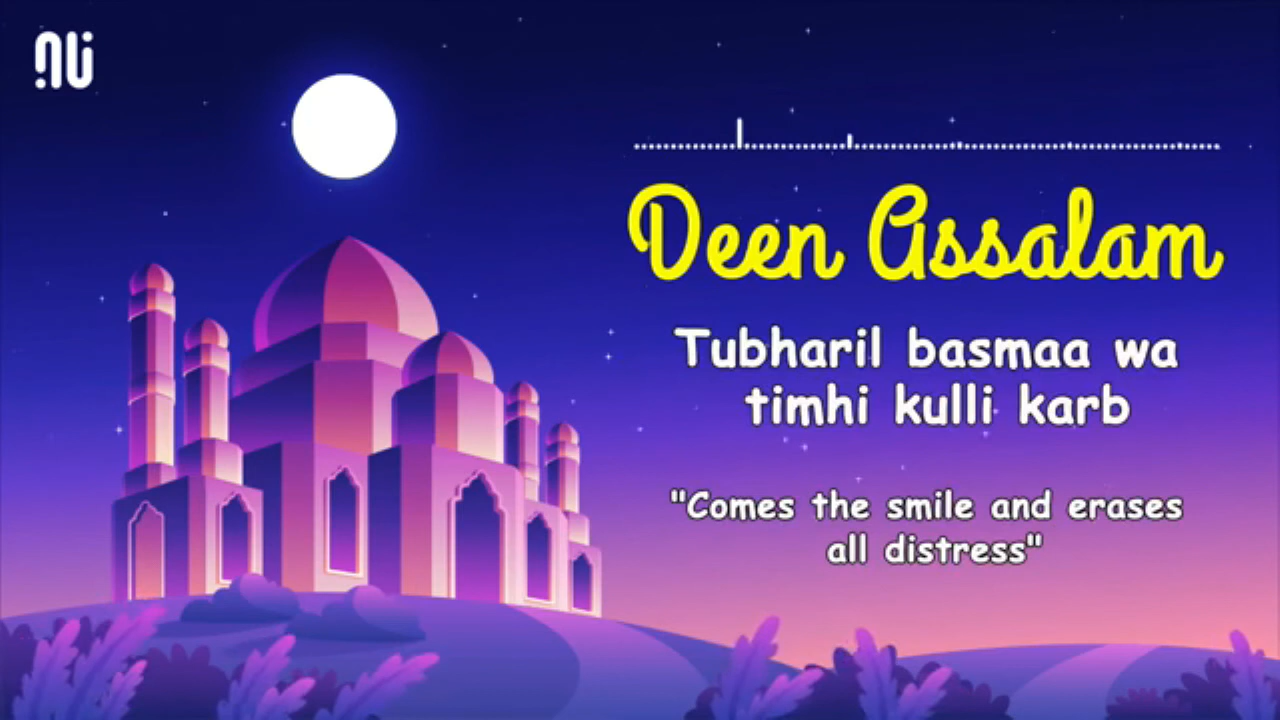 Deen Assalam
Tubharil basmaa wa
timhi kulli karb
"Comes the smile and erases
all distress"